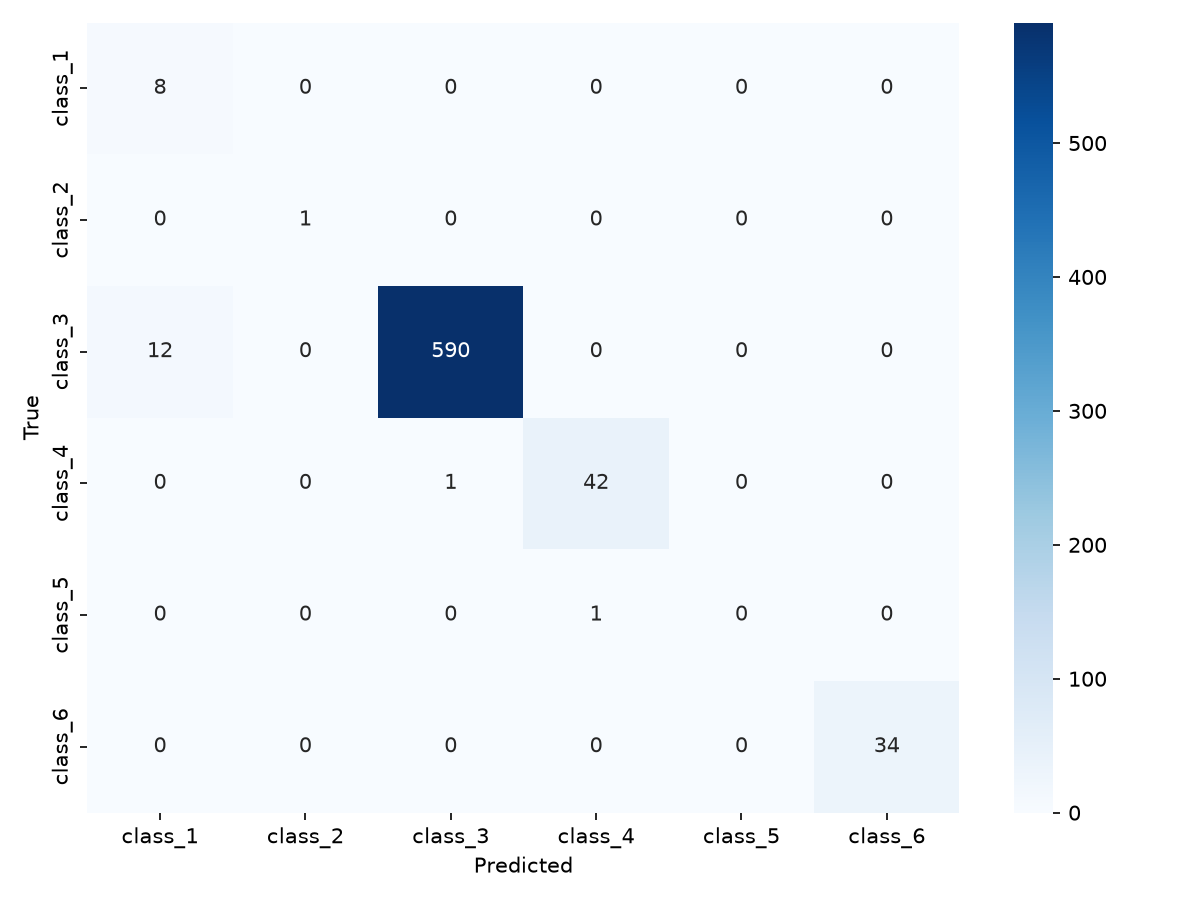 class_1 8 0 0 0 0 0
class_2 0 1 0 0 0 0
class_3 12 0 590 0 0 0
class_4 0 0 1 42 0 0
class_5 0 0 0 1 0 0
class_6 0 0 0 0 0 34
True
class_1 class_2 class_3 class_4 class_5 class_6
Predicted
500
400
300
200
100
0